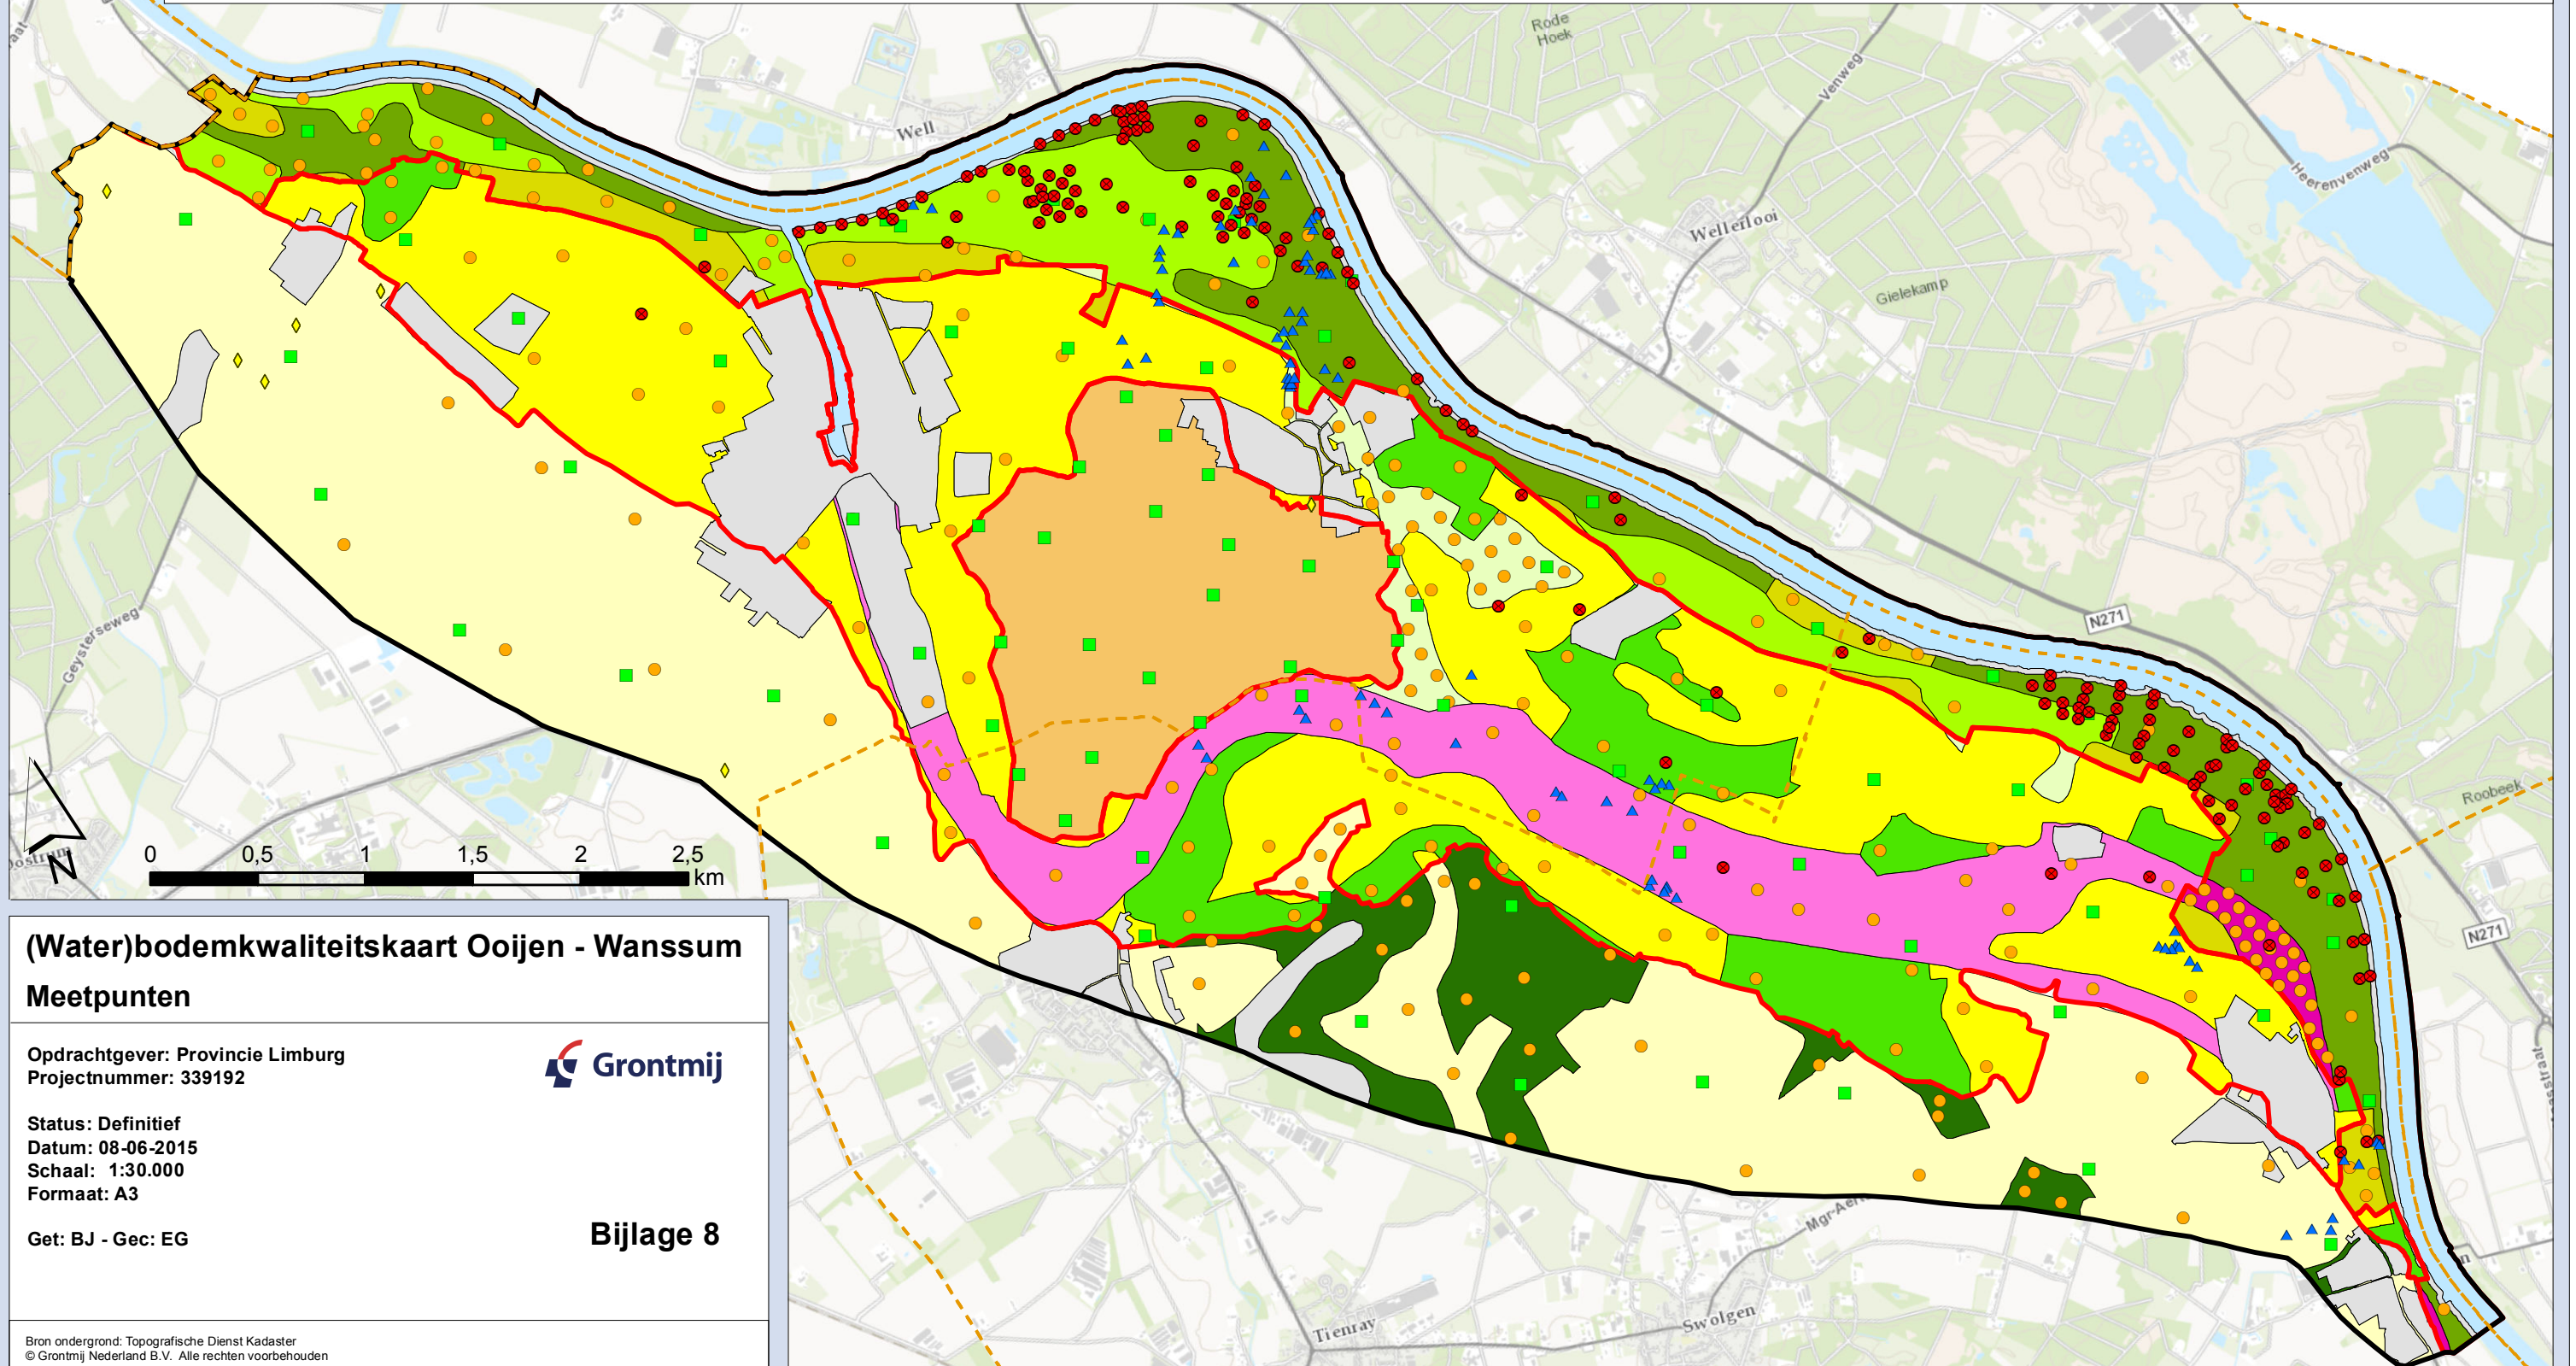 Rode
Hoek
Venweg
Well
Heerenvenweg
Wellerlooi
Gielekamp
Geysterseweg
N271
Roobeek
N271
Oostrum
N
0 0,5 1 1,5 2 2,5
km
(Water)bodemkwaliteitskaart Ooijen - Wanssum
Meetpunten
Opdrachtgever: Provincie Limburg
Projectnummer: 339192
Grontmij
Status: Definitief
Datum: 08-06-2015
Schaal: 1:30.000
Formaat: A3
Get: BJ - Gec: EG
Bijlage 8
Tienray
Swolgen
Bron ondergrond: Topografische Dienst Kadaster
© Grontmij Nederland B.V. Alle rechten voorbehouden